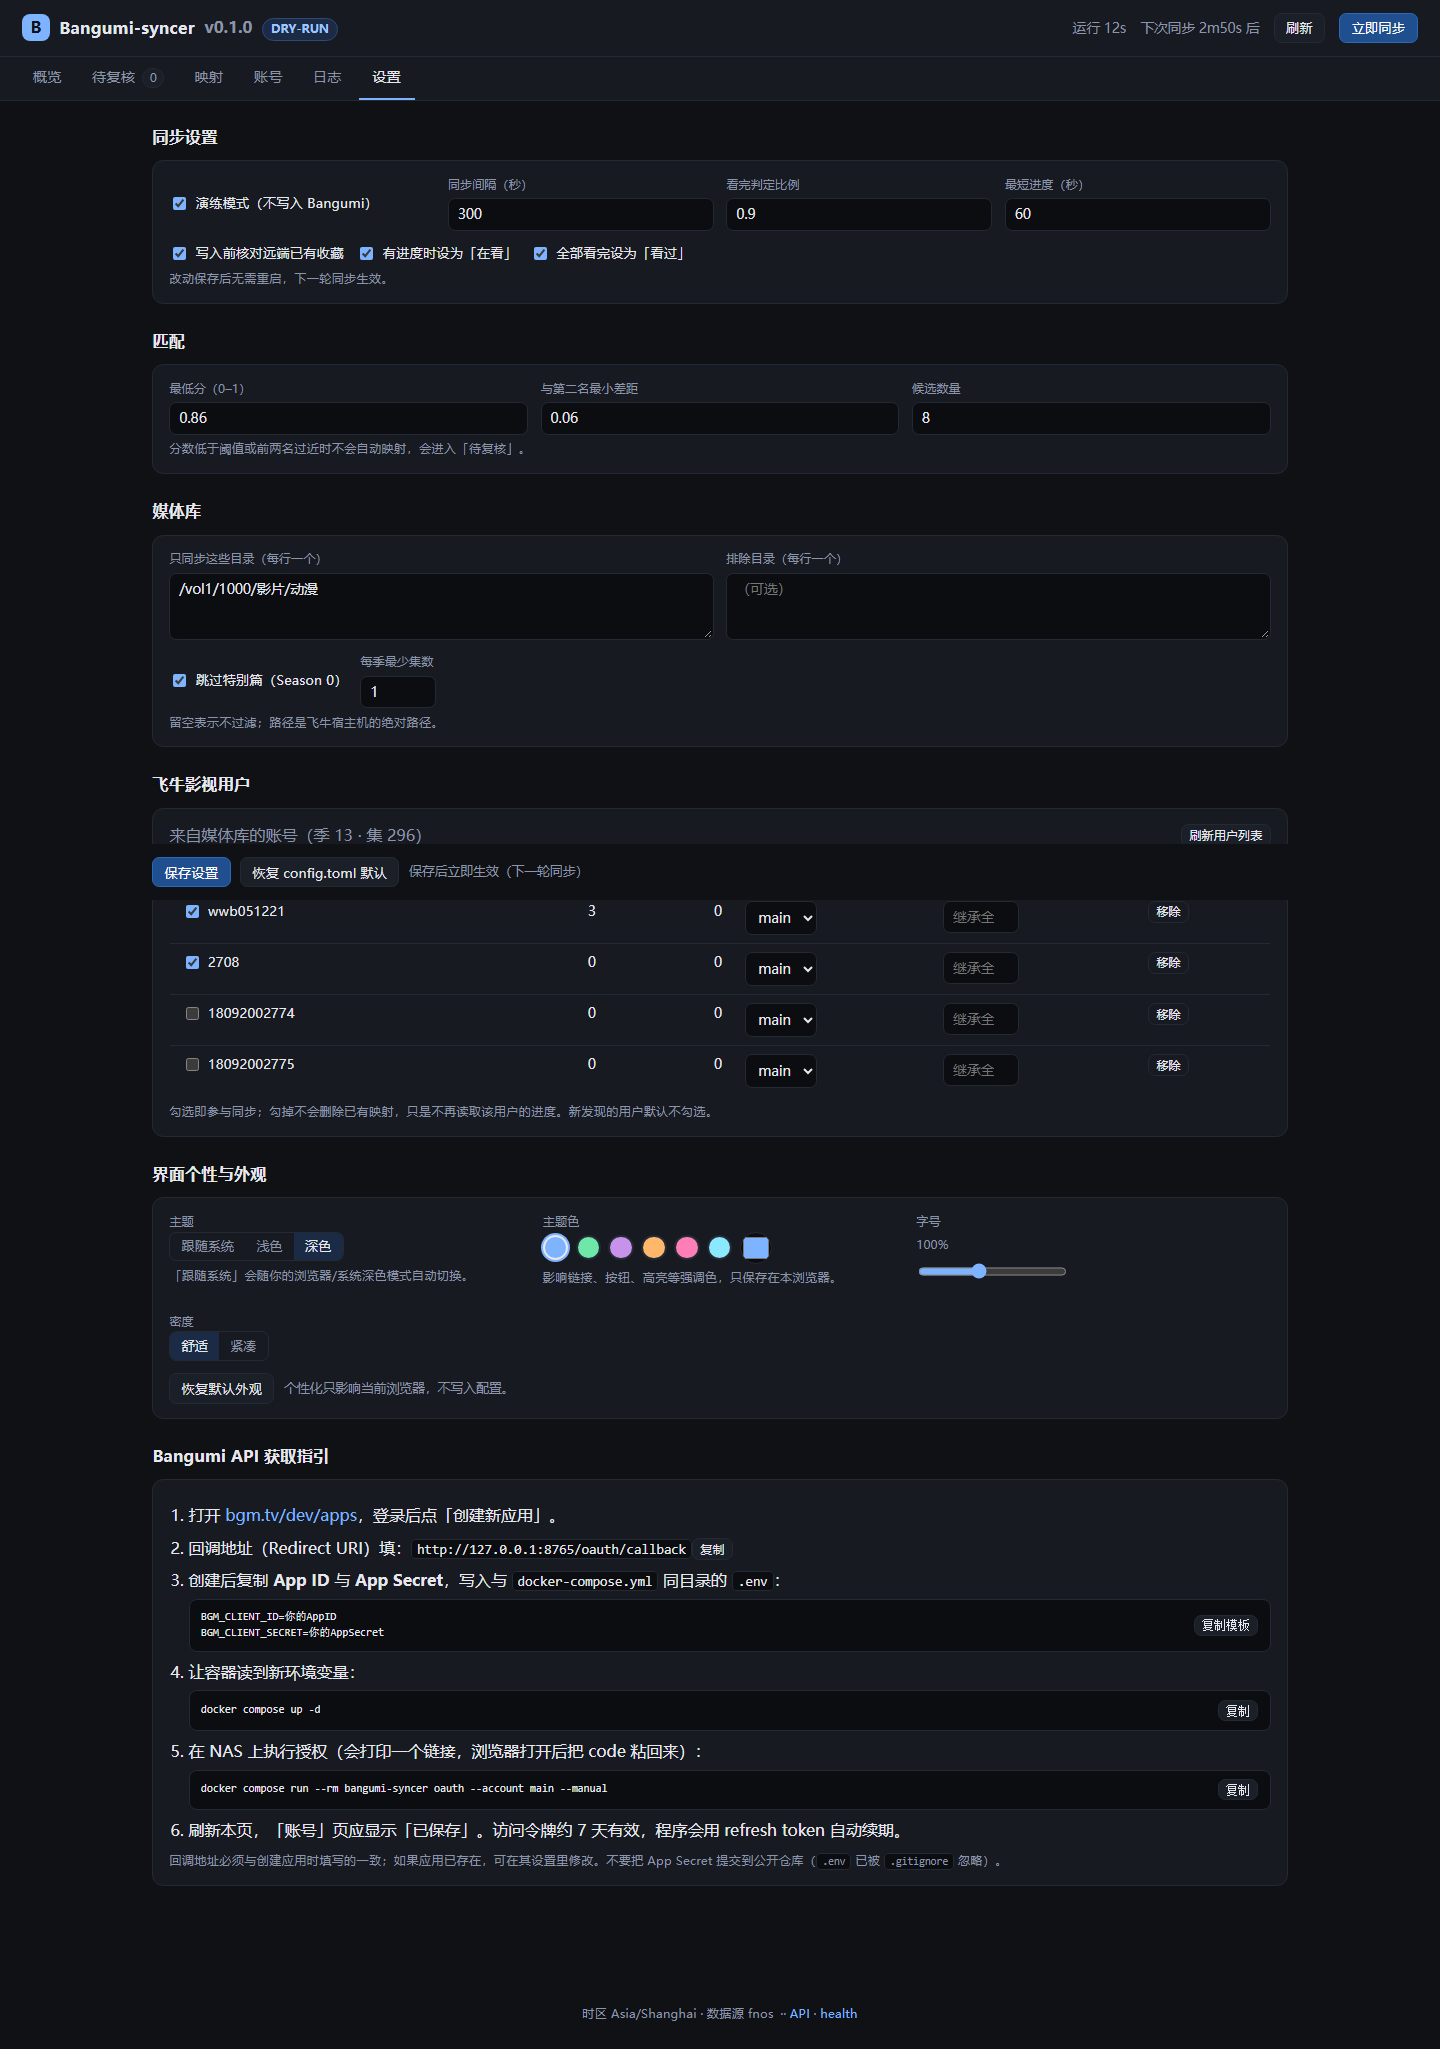 B Bangumi-syncer v0.1.0 DRY-RUN 运行 12s 下次同步 2m50s 后 刷新 立即同步
概览 待复核 0 映射 账号 日志 设置
同步设置
演练模式（不写入 Bangumi） 同步间隔（秒） 看完判定比例 最短进度（秒）
300 0.9 60
写入前核对远端已有收藏 有进度时设为「在看」 全部看完设为「看过」
改动保存后无需重启，下一轮同步生效。
匹配
最低分（0–1） 与第二名最小差距 候选数量
0.86 0.06 8
分数低于阈值或前两名过近时不会自动映射，会进入「待复核」。
媒体库
只同步这些目录（每行一个） 排除目录（每行一个）
/vol1/1000/影片/动漫 （可选）
每季最少集数
跳过特别篇（Season 0） 1
留空表示不过滤；路径是飞牛宿主机的绝对路径。
飞牛影视用户
来自媒体库的账号（季 13 · 集 296） 刷新用户列表
保存设置 恢复 config.toml 默认 保存后立即生效（下一轮同步）
wwb051221 3 0 main 继承全 移除
2708 0 0 main 继承全 移除
18092002774 0 0 main 继承全 移除
18092002775 0 0 main 继承全 移除
勾选即参与同步；勾掉不会删除已有映射，只是不再读取该用户的进度。新发现的用户默认不勾选。
界面个性与外观
主题 主题色 字号
跟随系统 浅色 深色 100%
「跟随系统」会随你的浏览器/系统深色模式自动切换。 影响链接、按钮、高亮等强调色，只保存在本浏览器。
密度
舒适 紧凑
恢复默认外观 个性化只影响当前浏览器，不写入配置。
Bangumi API 获取指引
1. 打开 bgm.tv/dev/apps，登录后点「创建新应用」。
2. 回调地址（Redirect URI）填：http://127.0.0.1:8765/oauth/callback 复制
3. 创建后复制 App ID 与 App Secret，写入与 docker-compose.yml 同目录的 .env：
BGM_CLIENT_ID=你的AppID
BGM_CLIENT_SECRET=你的AppSecret
复制模板
4. 让容器读到新环境变量：
docker compose up -d 复制
5. 在 NAS 上执行授权（会打印一个链接，浏览器打开后把 code 粘回来）：
docker compose run --rm bangumi-syncer oauth --account main --manual 复制
6. 刷新本页，「账号」页应显示「已保存」。访问令牌约 7 天有效，程序会用 refresh token 自动续期。
回调地址必须与创建应用时填写的一致；如果应用已存在，可在其设置里修改。不要把 App Secret 提交到公开仓库（.env 已被 .gitignore 忽略）。
时区 Asia/Shanghai · 数据源 fnos ·· API · health